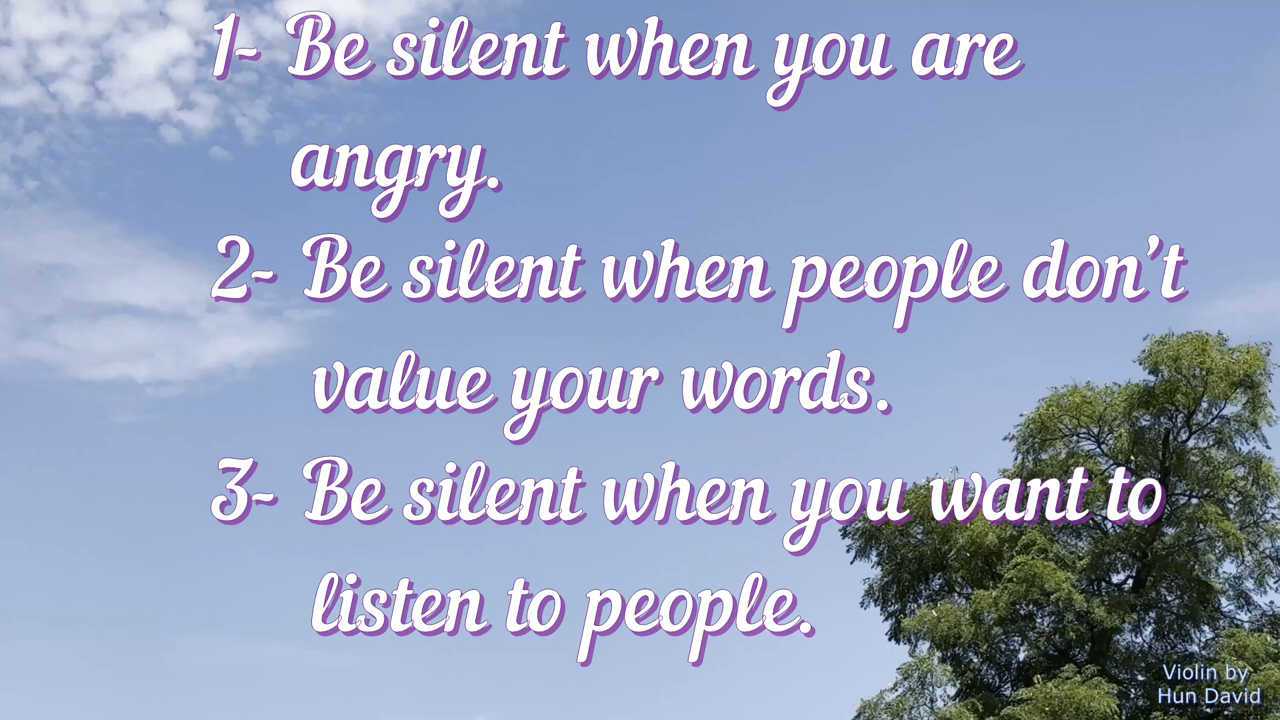 1- Be silent when you are
angry.
2- Be silent when people don't
value your words.
3- Be silent when you want to
listen to people.
Violin by
Hun David